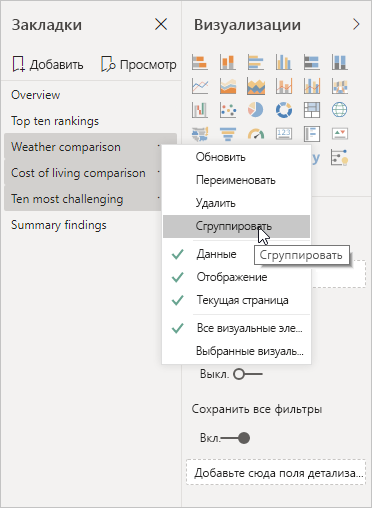 Закладки
Добавить
Просмотр
Overview
Top ten rankings
Weather comparison
Cost of living comparison
Ten most challenging
Summary findings
Обновить
Переименовать
Удалить
Сгруппировать
Данные
Отображение
Текущая страница
Все визуальные эле...
Выбранные визуаль...
Сгруппировать
Визуализации
123
Выкл.
Сохранить все фильтры
Вкл.
Добавьте сюда поля детализа...